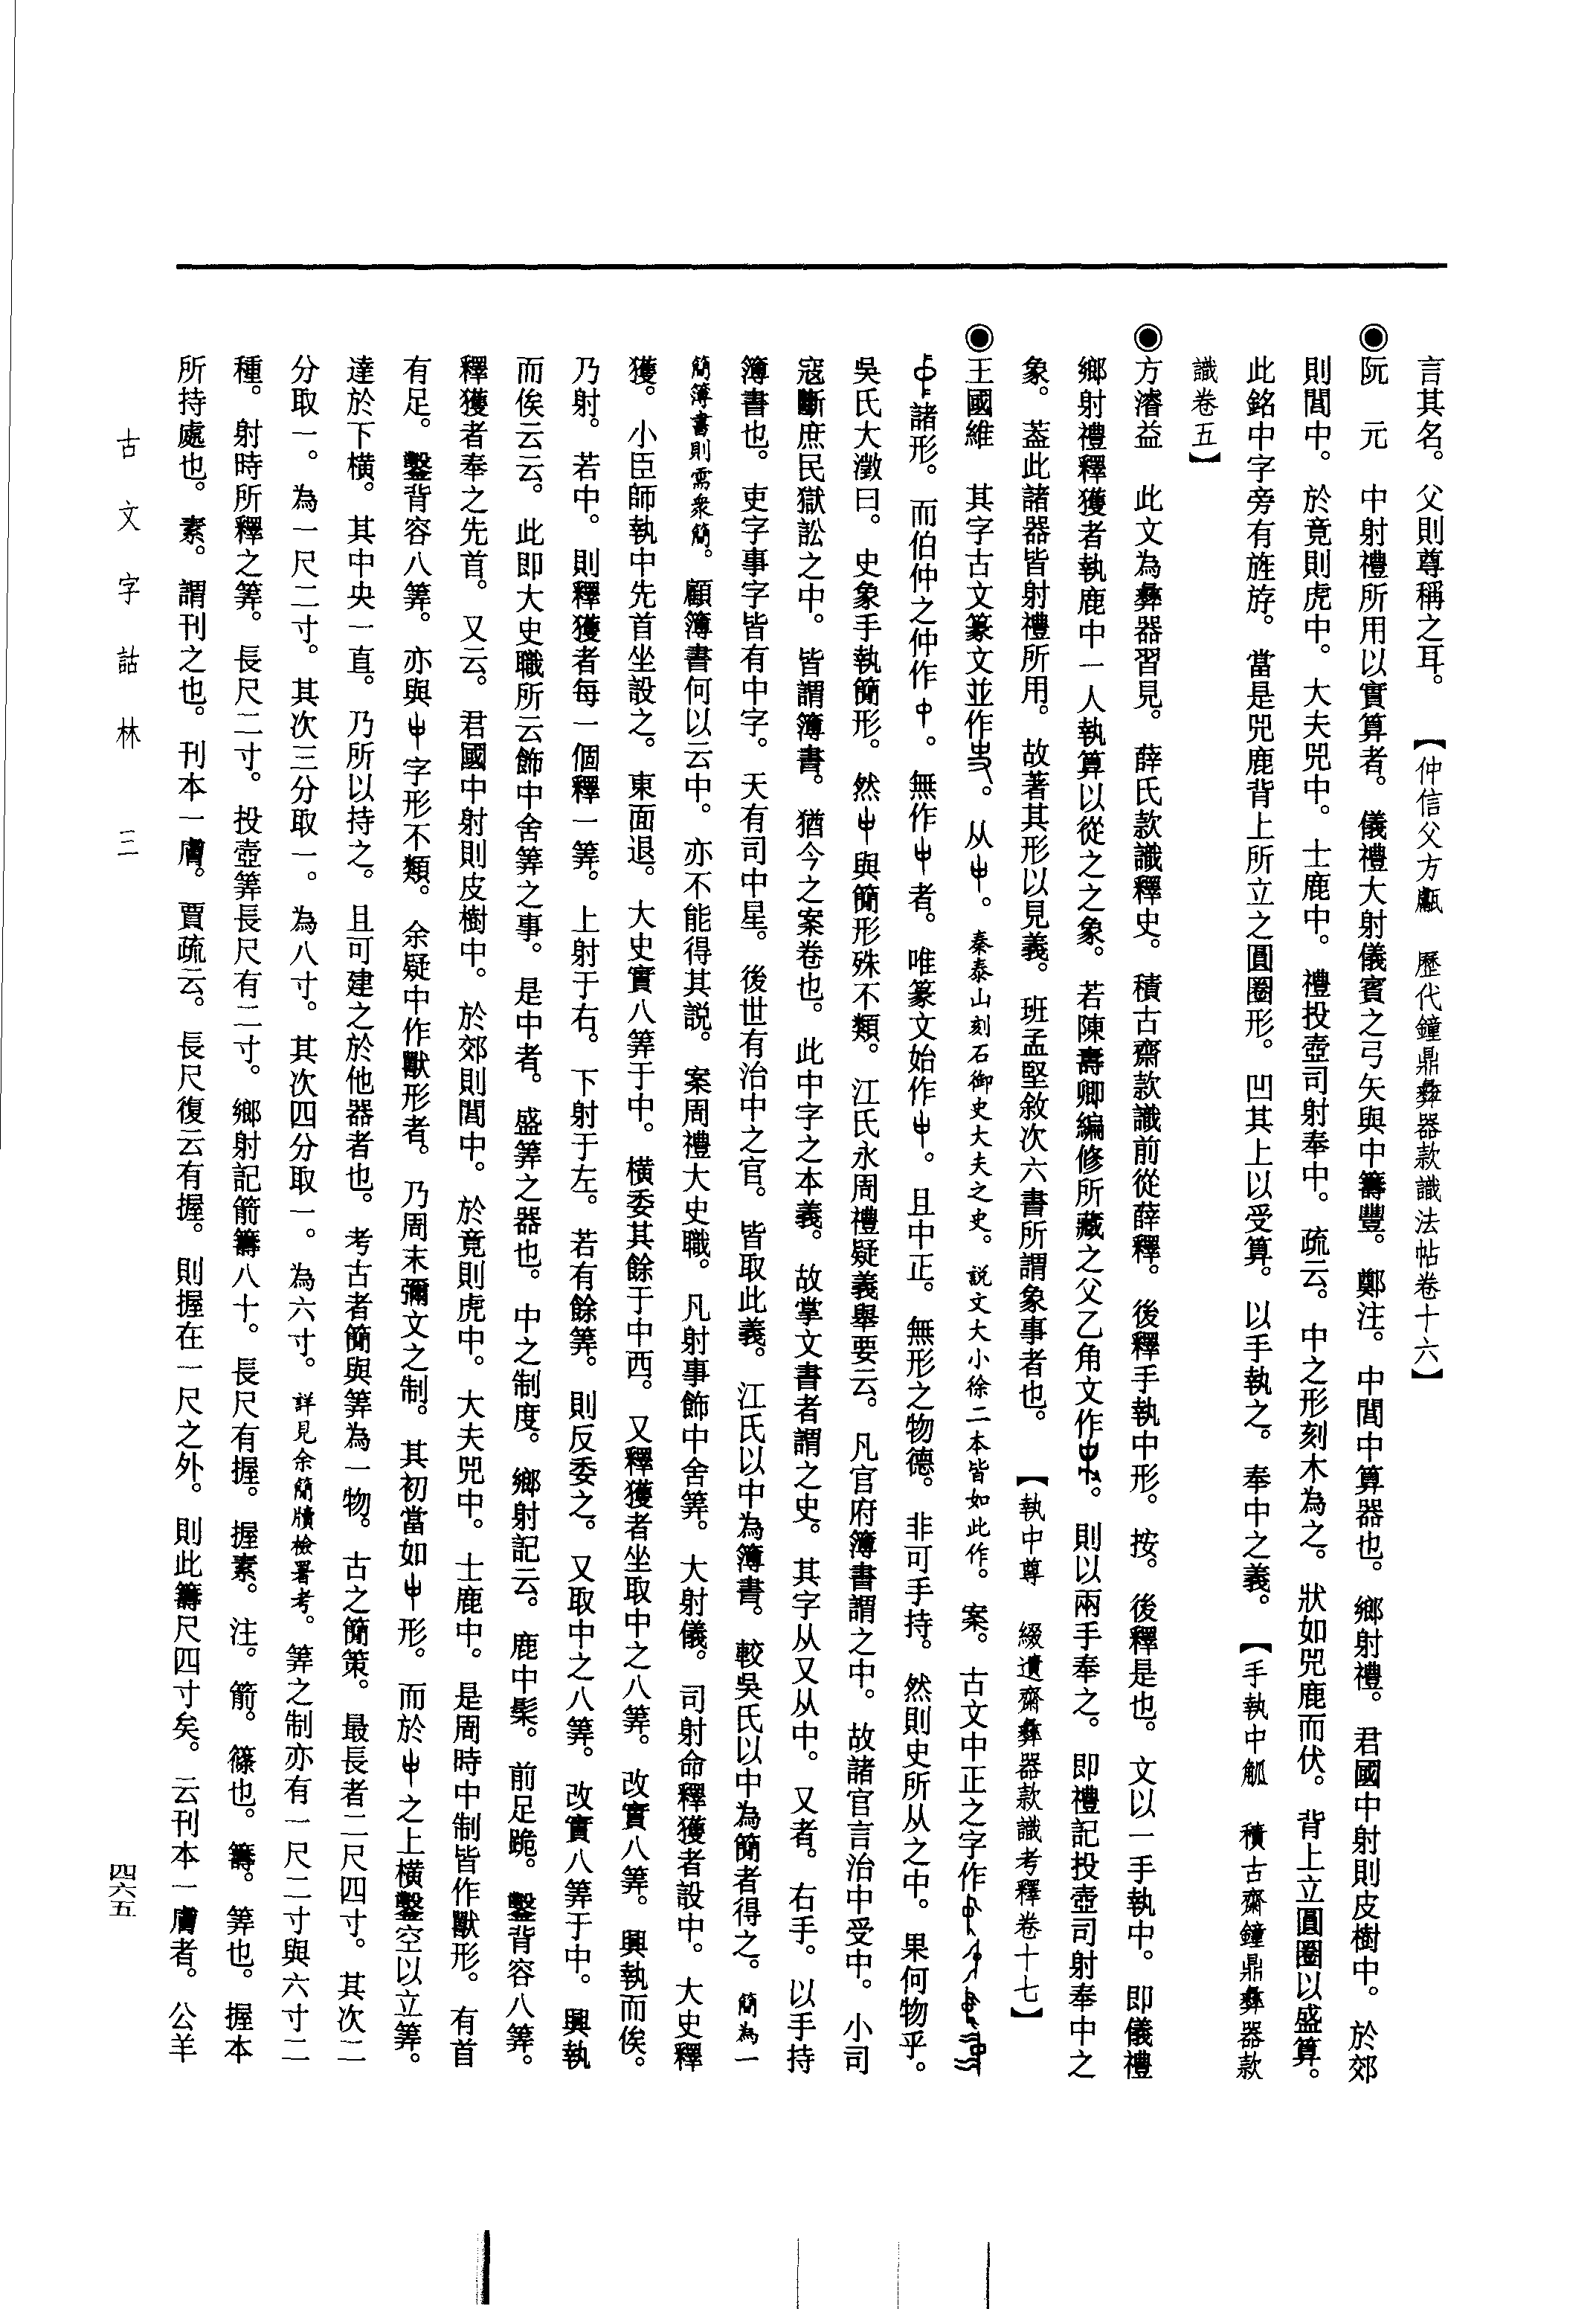 言其名。父則尊稱之耳。　【仲信父方甗　歷代鐘鼎彝器款識法帖卷十六】
◉阮　元　中射禮所用以實算者。儀禮大射儀賓之弓矢與中籌豐。鄭注。中閭中算器也。鄉射禮。君國中射則皮樹中。於郊
則閭中。於竟則虎中。大夫兕中。士鹿中。禮投壺司射奉中。疏云。中之形刻木為之。狀如兕鹿而伏。背上立圓圈以盛算。
此銘中字旁有旌斿。當是兕鹿背上所立之圓圈形。凹其上以受算。以手執之。奉中之義。【手執中觚　積古齋鐘鼎彝器款
識卷五】
◉方濬益　此文為彝器習見。薛氏款識釋史。積古齋款識前從薛釋。後釋手執中形。按。後釋是也。文以一手執中。即儀禮
鄉射禮釋獲者執鹿中一人執算以從之之象。若陳壽卿編修所藏之父乙角文作。則以兩手奉之。即禮記投壺司射奉中之
象。葢此諸器皆射禮所用。故著其形以見義。班孟堅敘次六書所謂象事者也。　【執中尊　綴遺齋彝器款識考釋卷十七】
◉王國維　其字古文篆文並作。从。秦泰山刻石御史大夫之史。説文大小徐二本皆如此作。案。古文中正之字作
諸形。而伯仲之仲作中。無作者。唯篆文始作。且中正。無形之物德。非可手持。然則史所从之中。果何物乎。
吳氏大澂曰。史象手執簡形。然與簡形殊不類。江氏永周禮疑義舉要云。凡官府簿書謂之中。故諸官言治中受中。小司
寇斷庶民獄訟之中。皆謂簿書。猶今之案卷也。此中字之本義。故掌文書者謂之史。其字从又从中。又者。右手。以手持
簿書也。吏字事字皆有中字。天有司中星。後世有治中之官。皆取此義。江氏以中為簿書。較吳氏以中為簡者得之。簡為一
簡簿書則需衆簡。顧簿書何以云中。亦不能得其説。案周禮大史職。凡射事飾中舍筭。大射儀。司射命釋獲者設中。大史釋
獲。小臣師執中先首坐設之。東面退。大史實八筭于中。橫委其餘于中西。又釋獲者坐取中之八筭。改實八筭。興執而俟。
乃射。若中。則釋獲者每一個釋一筭。上射于右。下射于左。若有餘筭。則反委之。又取中之八筭。改實八筭于中。興執
而俟云云。此即大史職所云飾中舍筭之事。是中者。盛筭之器也。中之制度。鄉射記云。鹿中髤。前足跪。鑿背容八筭。
釋獲者奉之先首。又云。君國中射則皮樹中。於郊則閭中。於竟則虎中。大夫兕中。士鹿中。是周時中制皆作獸形。有首
有足。鑿背容八筭。亦與字形不類。余疑中作獸形者。乃周末彌文之制。其初當如形。而於之上橫鑿空以立筭。
達於下橫。其中央一直。乃所以持之。且可建之於他器者也。考古者簡與筭為一物。古之簡策。最長者二尺四寸。其次二
分取一。為一尺二寸。其次三分取一。為八寸。其次四分取一。為六寸。詳見余簡牘檢署考。筭之制亦有一尺二寸與六寸二
種。射時所釋之筭。長尺二寸。投壺筭長尺有二寸。鄉射記箭籌八十。長尺有握。握素。注。箭。篠也。籌。筭也。握本
所持處也。素。謂刊之也。刊本一膚。賈疏云。長尺復云有握。則握在一尺之外。則此籌尺四寸矣。云刊本一膚者。公羊
古文字詁林　三
四六五